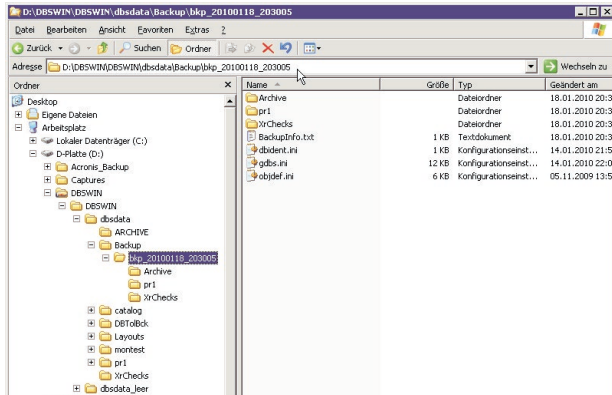 D:\DBSWIN\DBSWIN\dbsdata\Backup\bkp_20100118_203005
Datei Bearbeiten Ansicht Favoriten Extras ?
Zurück Suchen Ordner
Adresse D:\DBSWIN\DBSWIN\dbsdata\Backup\bkp_20100118_203005 Wechseln zu
Ordner
Desktop
Eigene Dateien
Arbeitsplatz
Lokaler Datenträger (C:)
D-Platte (D:)
Acronis_Backup
Captures
DBSWIN
DBSWIN
dbsdata
ARCHIVE
Backup
bkp_20100118_203005
Archive
pr1
XrChecks
catalog
DBToIBck
Layouts
montest
pr1
XrChecks
dbsdata_leer
Name Größe Typ Geändert am
Archive Dateiordner 18.01.2010 20:3
pr1 Dateiordner 18.01.2010 20:3
XrChecks Dateiordner 18.01.2010 20:3
BackupInfo.txt 1 KB Textdokument 18.01.2010 20:3
dbident.ini 1 KB Konfigurationseinst... 14.01.2010 21:5
gdbs.ini 12 KB Konfigurationseinst... 14.01.2010 22:0
objdef.ini 6 KB Konfigurationseinst... 05.11.2009 13:5